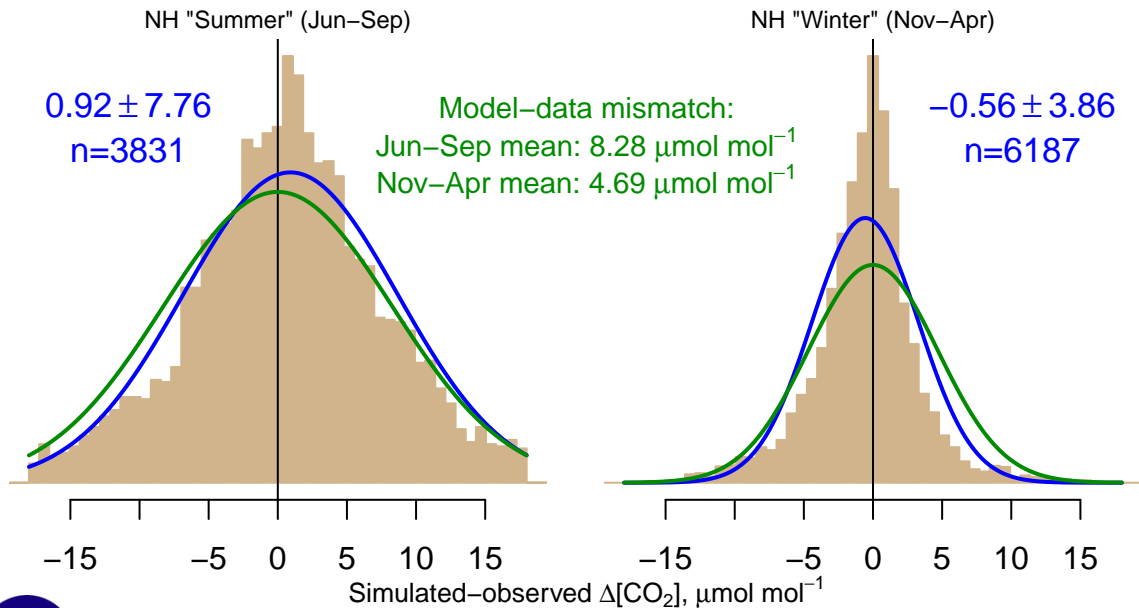 NH "Summer" (Jun−Sep)
0.92 ± 7.76
n=3831
Model−data mismatch:
Jun−Sep mean: 8.28 μmol mol⁻¹
Nov−Apr mean: 4.69 μmol mol⁻¹
NH "Winter" (Nov−Apr)
−0.56 ± 3.86
n=6187
−15 −5 0 5 10 15
−15 −5 0 5 10 15
Simulated−observed Δ[CO₂], μmol mol⁻¹